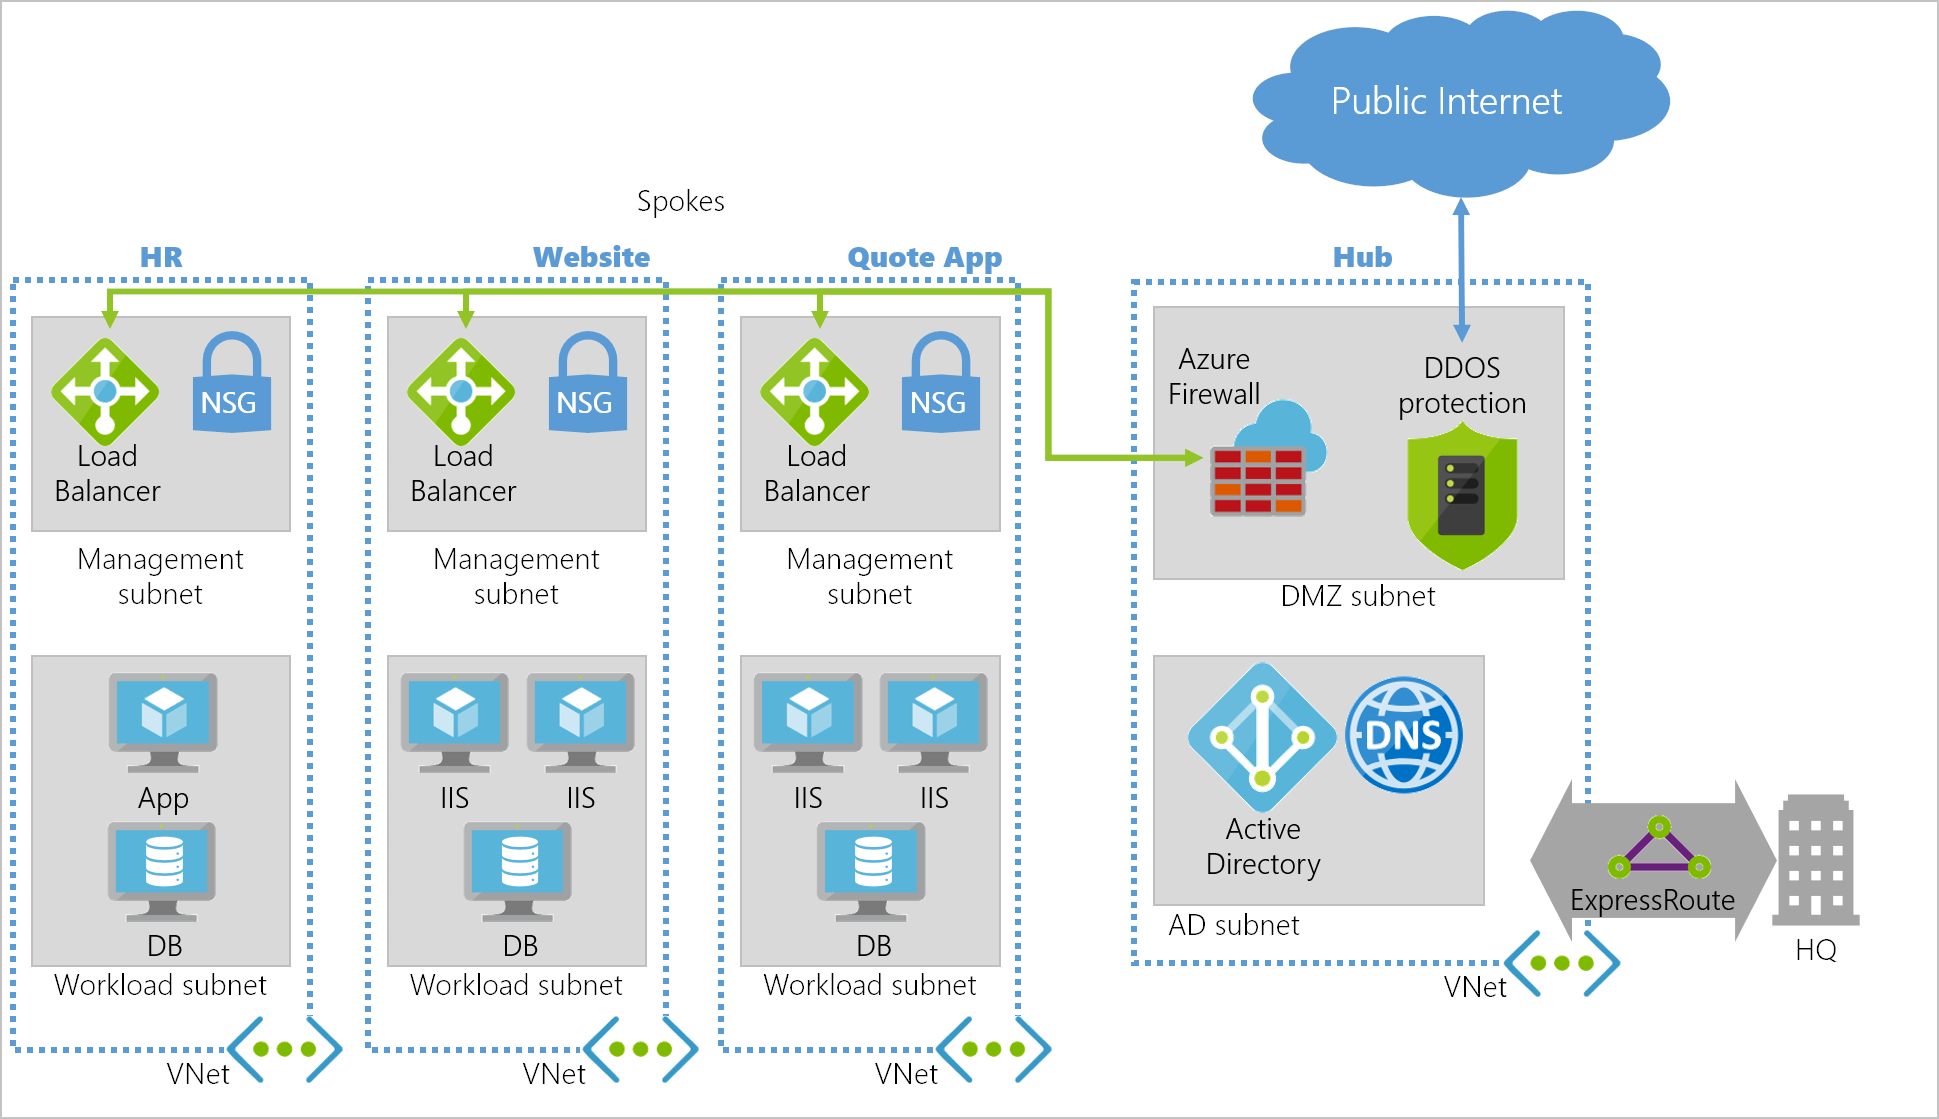 Public Internet
Spokes
HR
Website
Quote App
Hub
NSG
Load
Balancer
Management
subnet
NSG
Load
Balancer
Management
subnet
NSG
Load
Balancer
Management
subnet
Azure
Firewall
DDOS
protection
DMZ subnet
App
DB
Workload subnet
VNet
IIS
IIS
DB
Workload subnet
VNet
IIS
IIS
DB
Workload subnet
VNet
DNS
Active
Directory
AD subnet
VNet
ExpressRoute
HQ